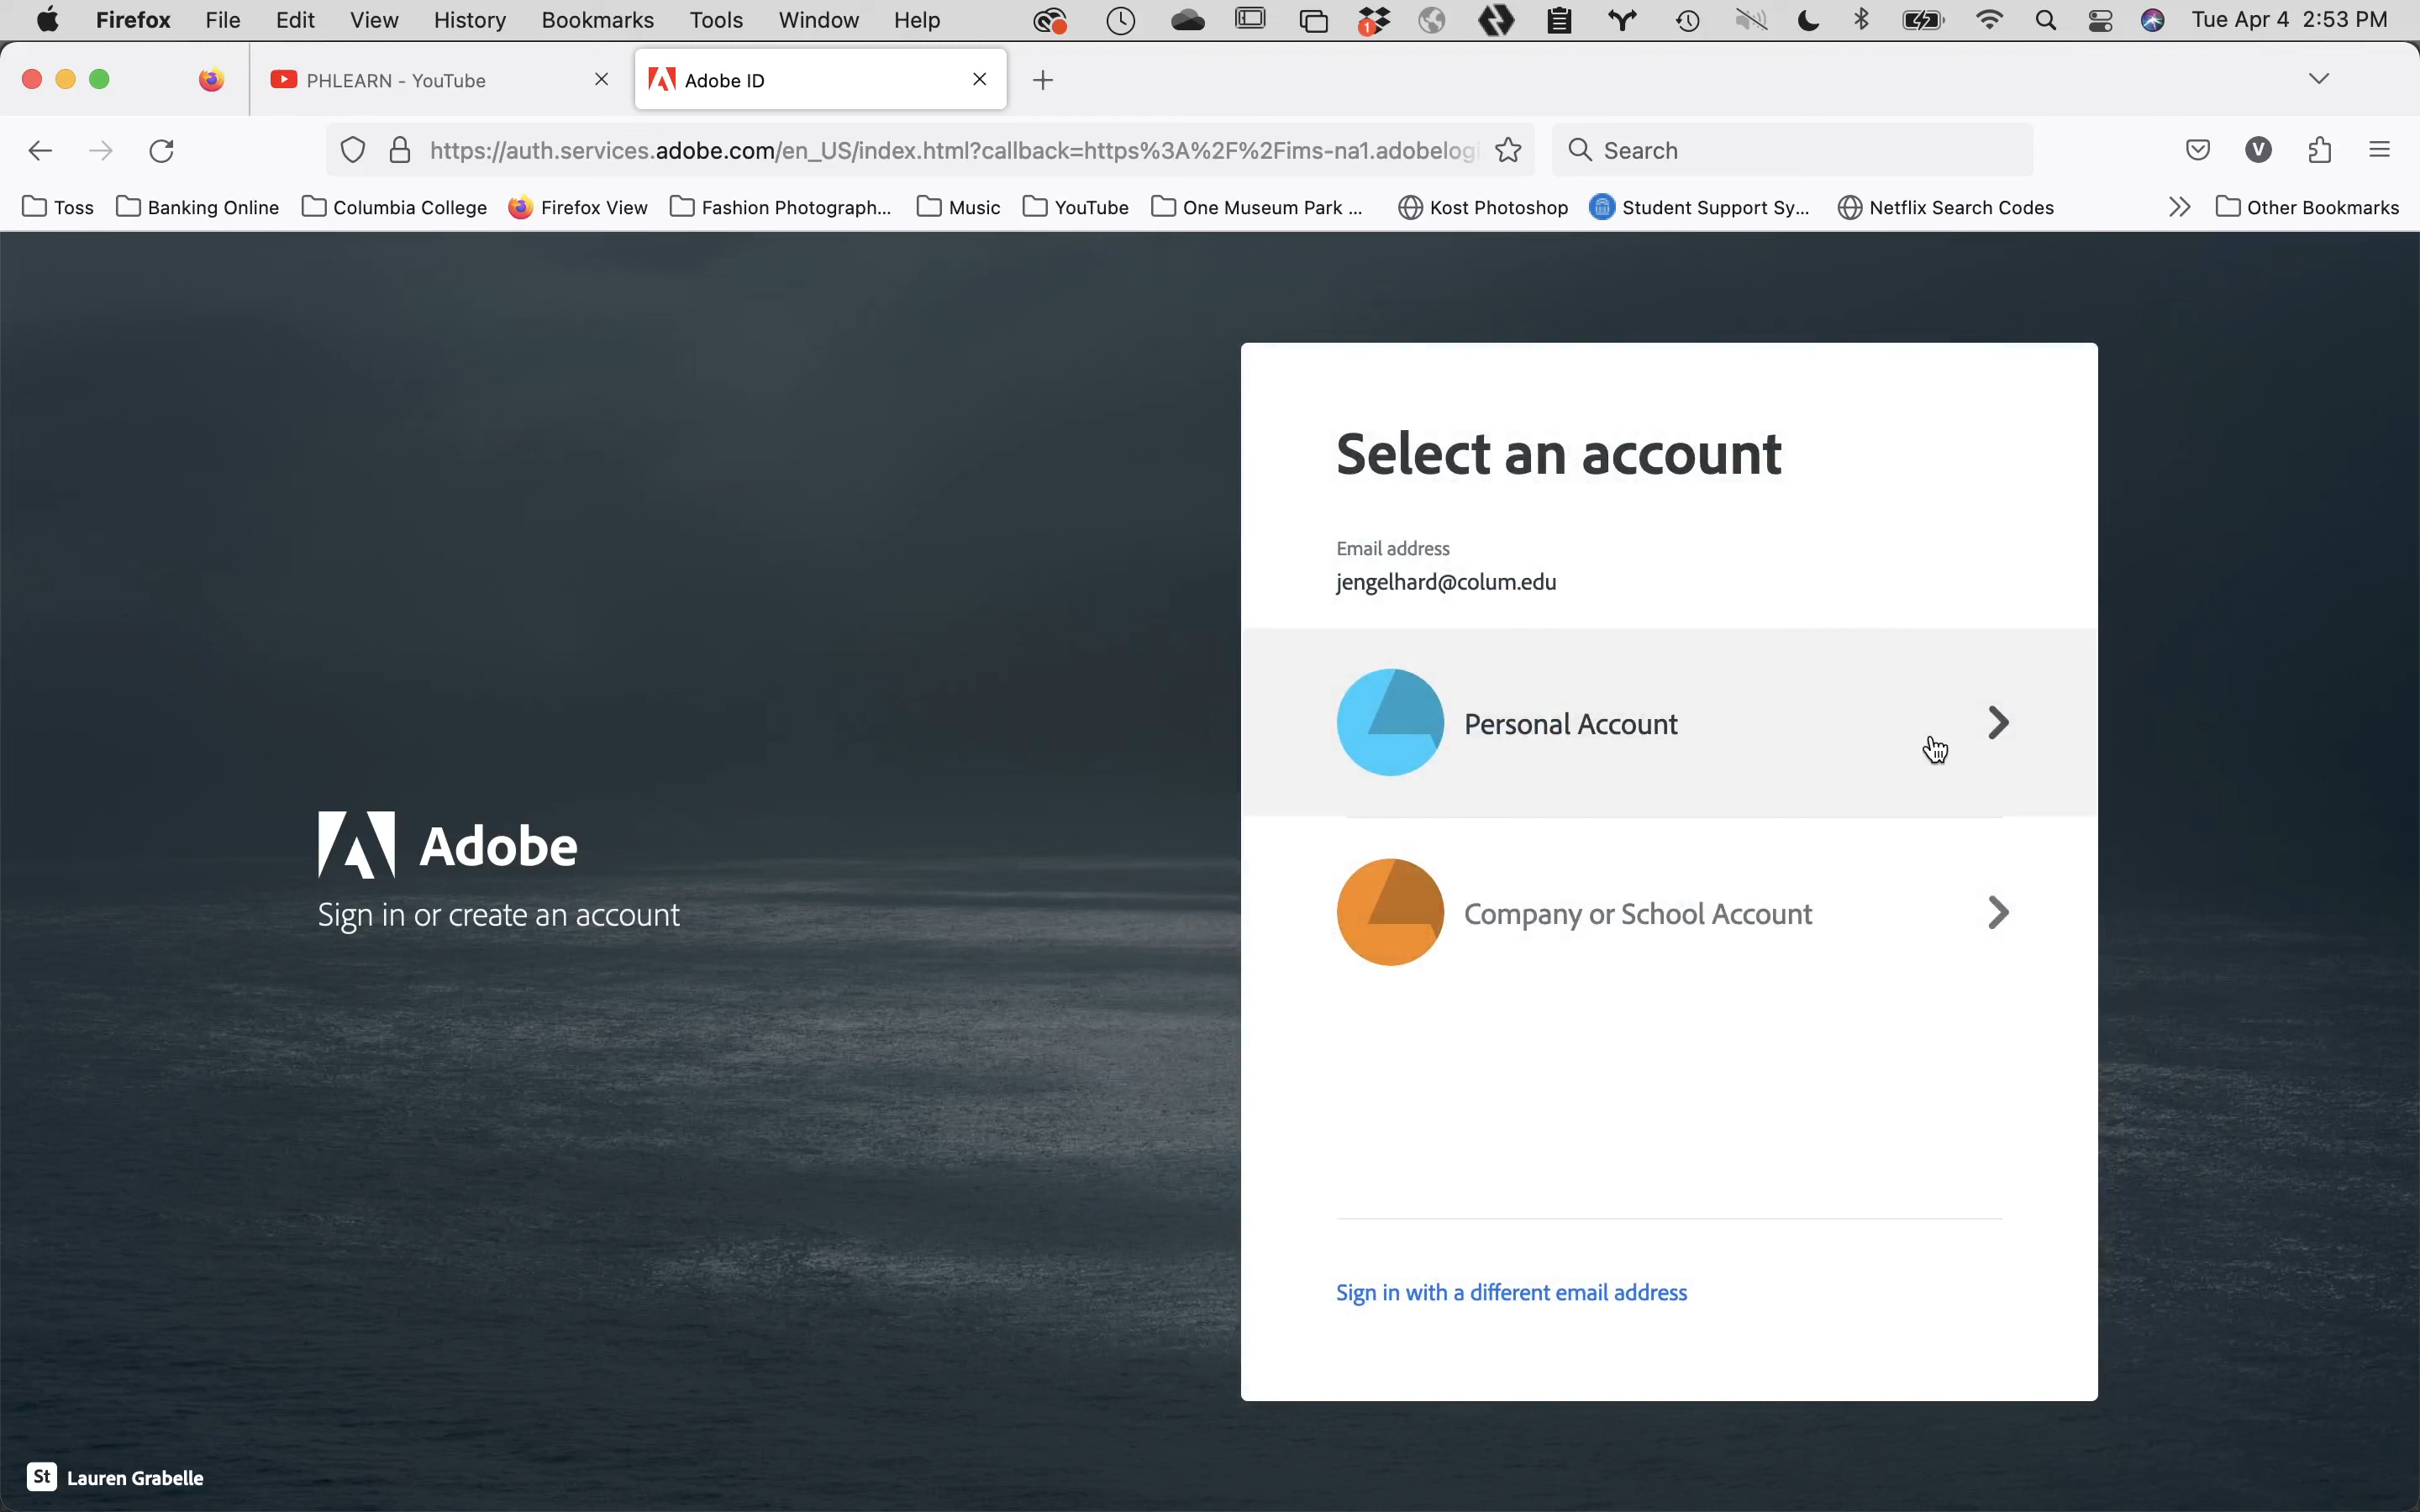 Firefox File Edit View History Bookmarks Tools Window Help 1 Tue Apr 4 2:53 PM
PHLEARN - YouTube Adobe ID
https://auth.services.adobe.com/en_US/index.html?callback=https%3A%2F%2Fims-na1.adobelogi Search V
Toss Banking Online Columbia College Firefox View Fashion Photograph... Music YouTube One Museum Park ... Kost Photoshop Student Support Sy... Netflix Search Codes Other Bookmarks
Select an account
Email address
jengelhard@colum.edu
Personal Account
Adobe
Sign in or create an account
Company or School Account
Sign in with a different email address
St Lauren Grabelle